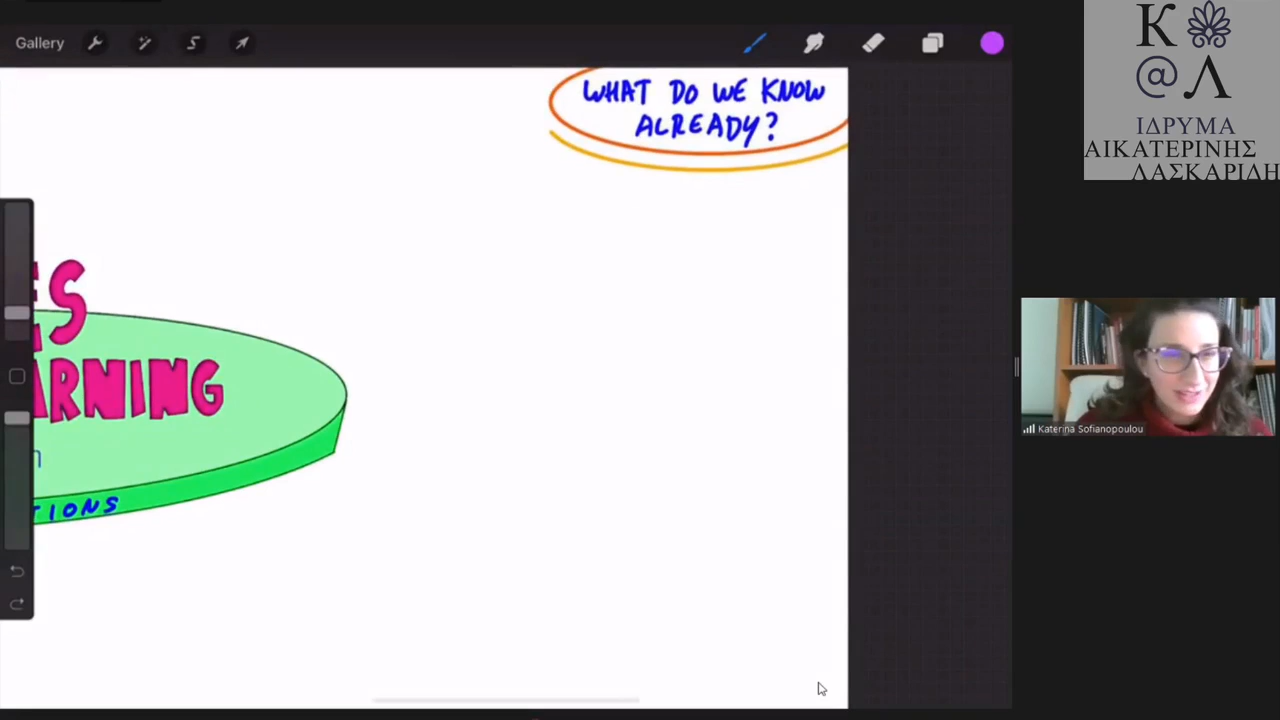 Gallery
WHAT DO WE KNOW
ALREADY?
ES
ARNING
TIONS
Κ
@Λ
ΙΔΡΥΜΑ
ΑΙΚΑΤΕΡΙΝΗΣ
ΛΑΣΚΑΡΙΔΗ
Katerina Sofianopoulou